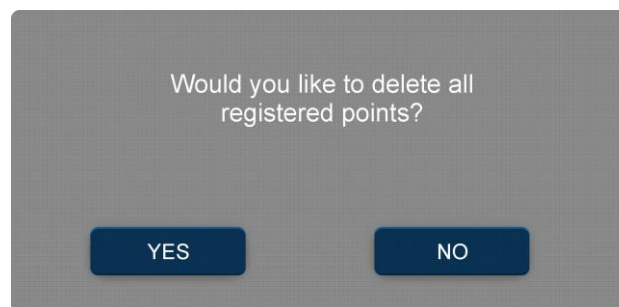 Would you like to delete all
registered points?
YES
NO